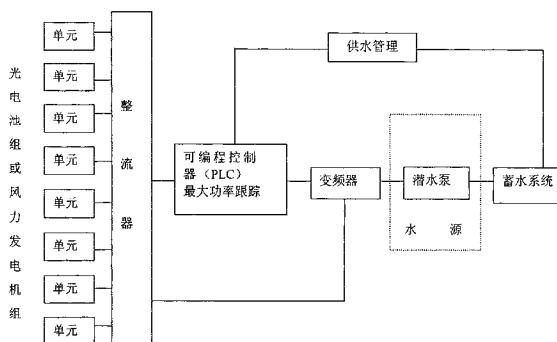 光电池组或风力发电机组
单元
单元
单元
单元
单元
单元
单元
单元
整流器
可编程控制
器（PLC）
最大功率跟踪
供水管理
变频器
潜水泵
水 源
蓄水系统